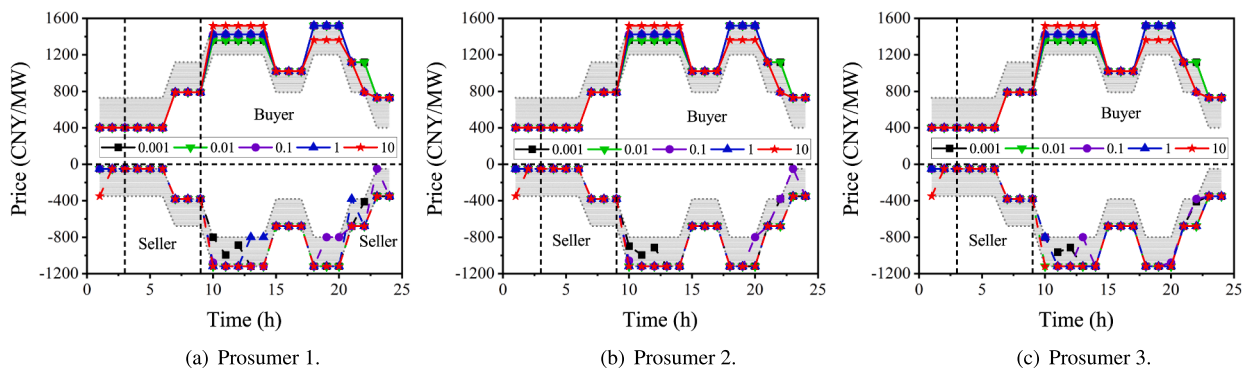 1600
1200
800
400
0
-400
-800
-1200
Price (CNY/MW)
Buyer
0.001 0.01 0.1 1 10
Seller
Seller
0 5 10 15 20 25
Time (h)
(a) Prosumer 1.
1600
1200
800
400
0
-400
-800
-1200
Price (CNY/MW)
Buyer
0.001 0.01 0.1 1 10
Seller
0 5 10 15 20 25
Time (h)
(b) Prosumer 2.
1600
1200
800
400
0
-400
-800
-1200
Price (CNY/MW)
Buyer
0.001 0.01 0.1 1 10
Seller
0 5 10 15 20 25
Time (h)
(c) Prosumer 3.